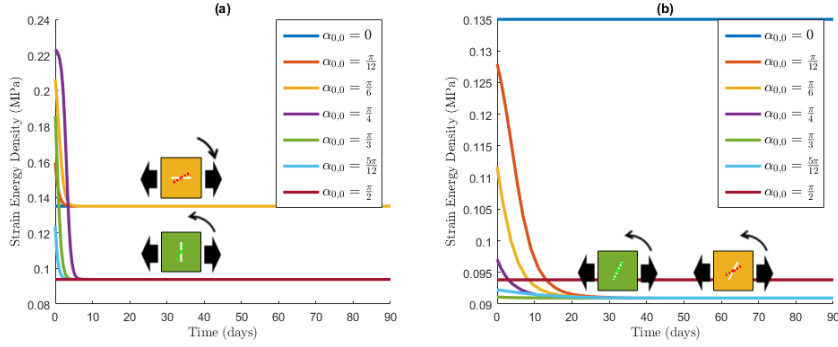 (a)
Strain Energy Density (MPa)
0.24
0.22
0.2
0.18
0.16
0.14
0.12
0.1
0.08
0
10
20
30
40
50
60
70
80
90
Time (days)
α0,0 = 0
α0,0 = π/12
α0,0 = π/6
α0,0 = π/4
α0,0 = π/3
α0,0 = 5π/12
α0,0 = π/2
(b)
Strain Energy Density (MPa)
0.135
0.13
0.125
0.12
0.115
0.11
0.105
0.1
0.095
0.09
0
10
20
30
40
50
60
70
80
90
Time (days)
α0,0 = 0
α0,0 = π/12
α0,0 = π/6
α0,0 = π/4
α0,0 = π/3
α0,0 = 5π/12
α0,0 = π/2